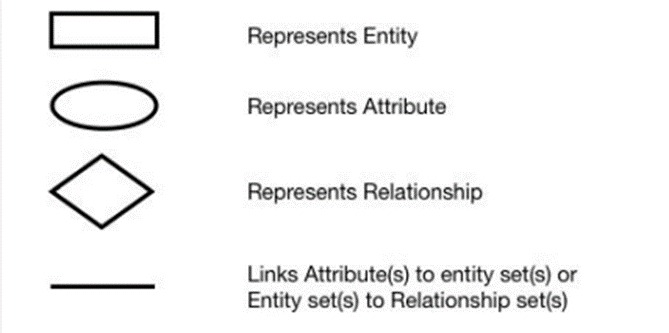 Represents Entity
Represents Attribute
Represents Relationship
Links Attribute(s) to entity set(s) or
Entity set(s) to Relationship set(s)